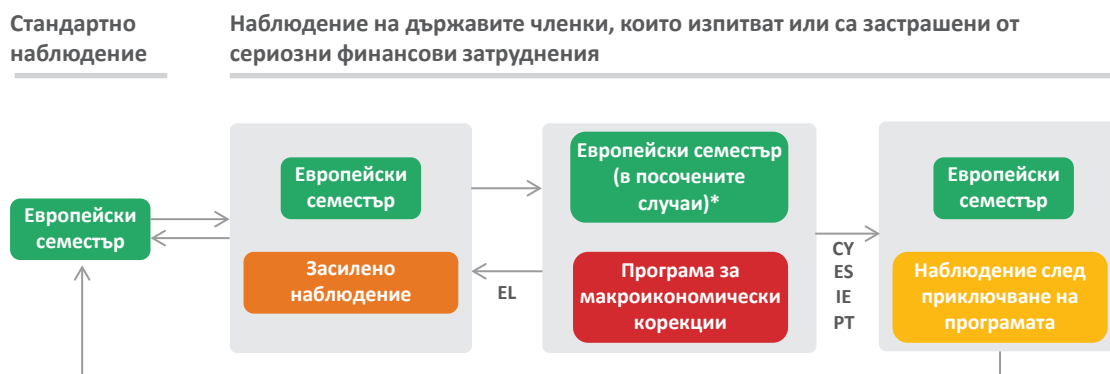 Стандартно
наблюдение
Наблюдение на държавите членки, които изпитват или са застрашени от
сериозни финансови затруднения
Европейски
семестър
Европейски
семестър
Засилено
наблюдение
EL
Европейски семестър
(в посочените
случаи)*
Програма за
макроикономически
корекции
CY
ES
IE
PT
Европейски
семестър
Наблюдение след
приключване на
програмата